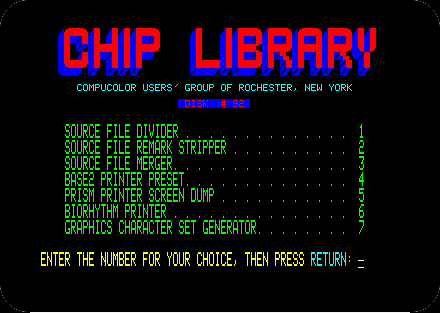 CHIP LIBRARY
COMPUCOLOR USERS' GROUP OF ROCHESTER, NEW YORK
DISK # 92
SOURCE FILE DIVIDER . . . . . . . . . . . . . . . 1
SOURCE FILE REMARK STRIPPER . . . . . . . . . . . 2
SOURCE FILE MERGER. . . . . . . . . . . . . . . . 3
BASE2 PRINTER PRESET. . . . . . . . . . . . . . . 4
PRISM PRINTER SCREEN DUMP . . . . . . . . . . . . 5
BIORHYTHM PRINTER . . . . . . . . . . . . . . . . 6
GRAPHICS CHARACTER SET GENERATOR. . . . . . . . . 7
ENTER THE NUMBER FOR YOUR CHOICE, THEN PRESS RETURN: _